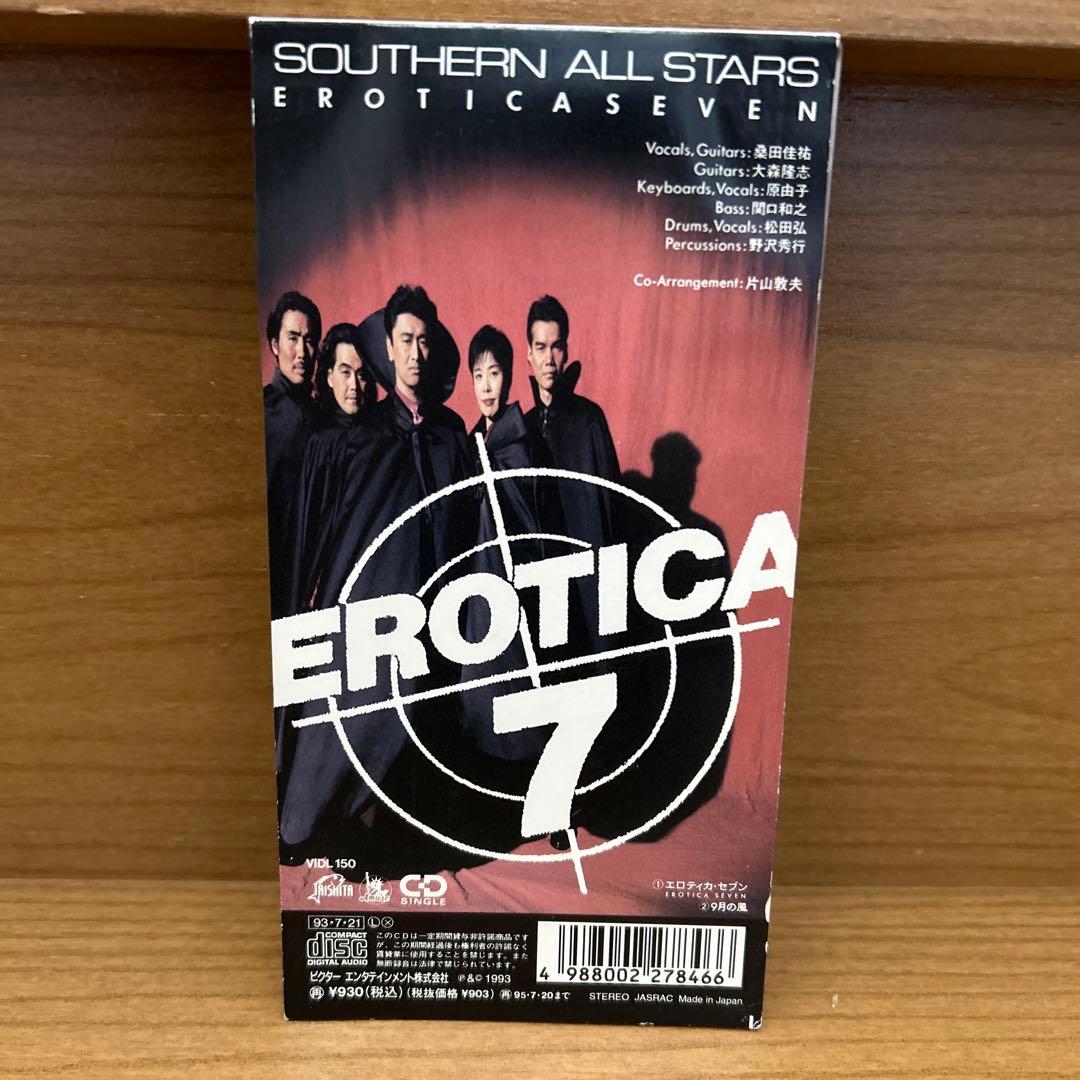 SOUTHERN ALL STARS
EROTICA SEVEN
Vocals, Guitars:桑田佳祐
Guitars:大森隆志
Keyboards, Vocals:原由子
Bass:関口和之
Drums, Vocals:松田弘
Percussions:野沢秀行
Co-Arrangement:片山敦夫
EROTICA
7
VIDL 150
TAISHITA
Amuse
CD
SINGLE
①エロティカ・セブン
EROTICA SEVEN
②9月の風
93・7・21 Ⓛ Ⓧ
COMPACT
disc
DIGITAL AUDIO
このCDは一定期間貸与非許諾商品です
が、この期間経過後も権利者の許諾なく
賃貸業に使用することを禁じます。また
無断録音は法律で禁じられています。
ビクター エンタテインメント株式会社 Ⓟ&© 1993
㊢ ¥930(税込)(税抜価格 ¥903) ㊢ 95・7・20まで
4 988002 278466
STEREO JASRAC Made in Japan